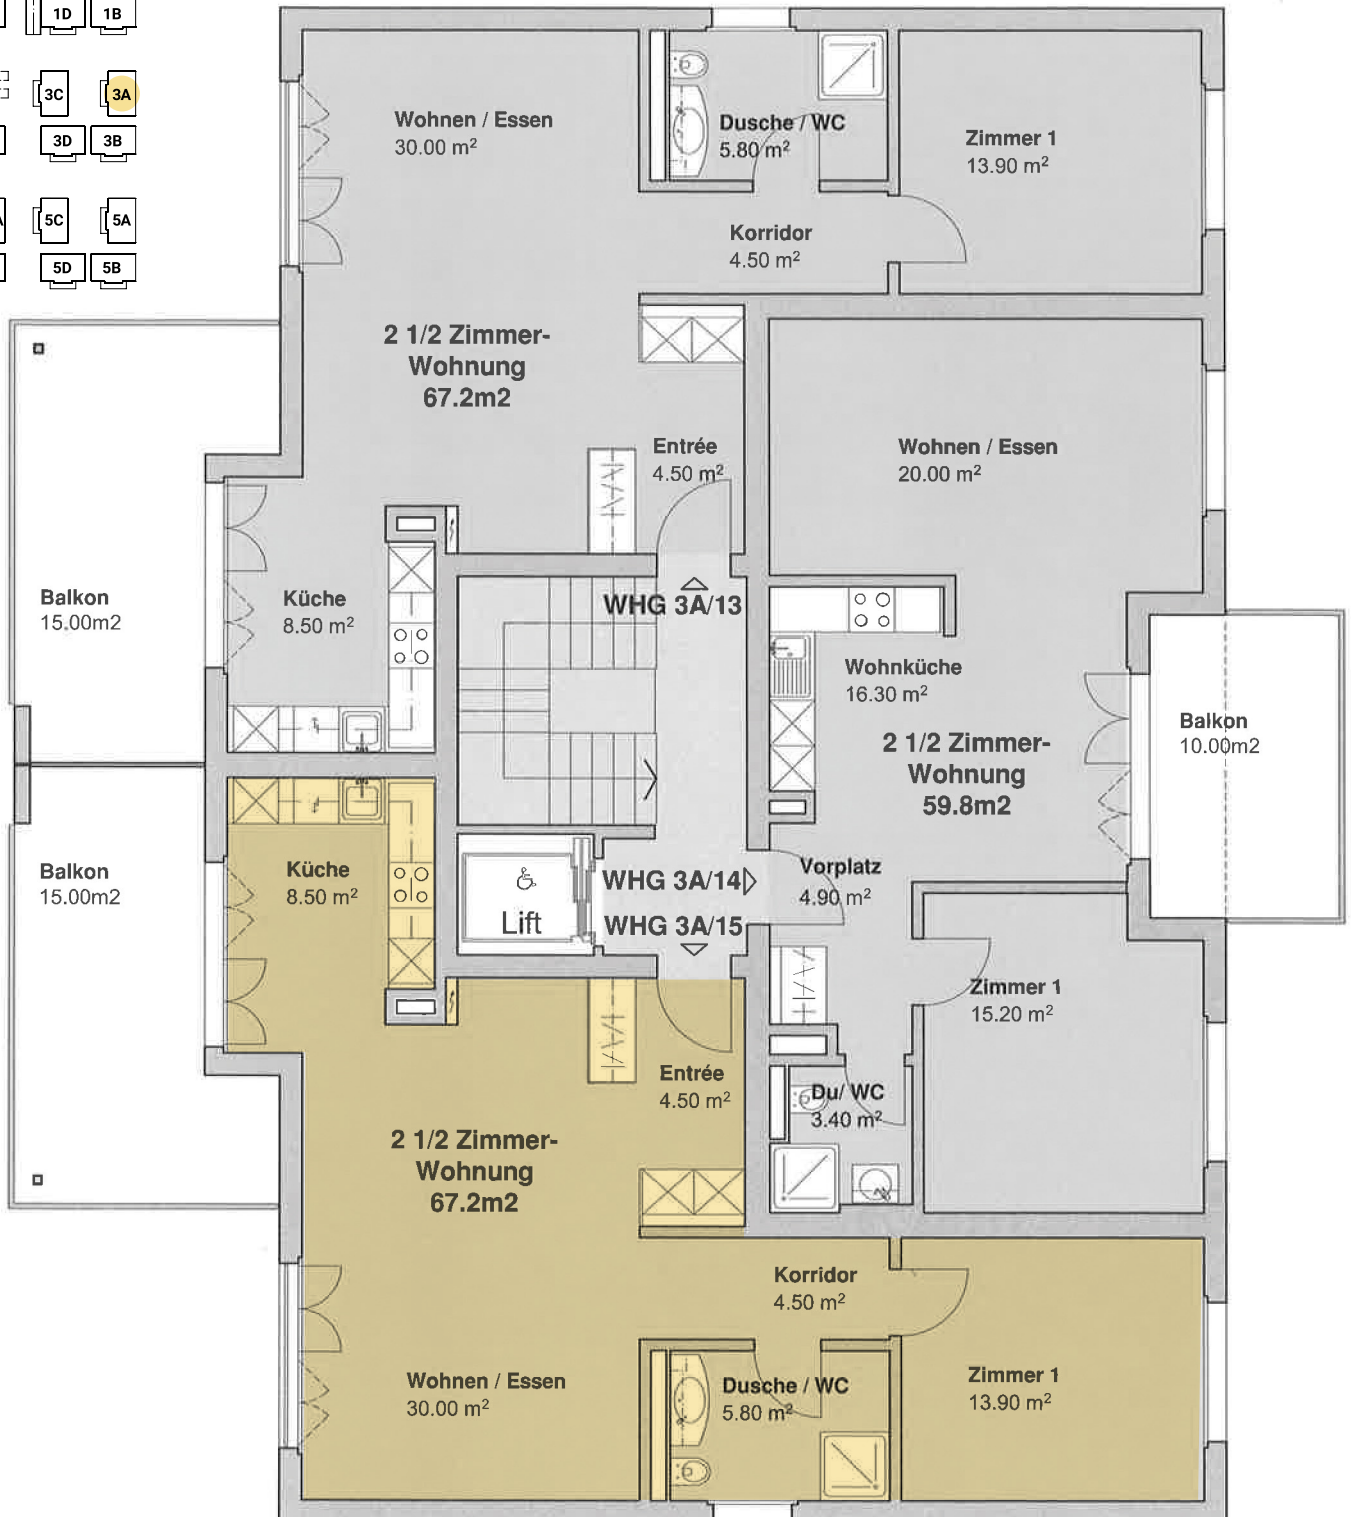 1D
1B
3C
3A
3D
3B
5C
5A
5D
5B
Wohnen / Essen
30.00 m²
Dusche / WC
5.80 m²
Zimmer 1
13.90 m²
Korridor
4.50 m²
2 1/2 Zimmer-
Wohnung
67.2m2
Entrée
4.50 m²
Wohnen / Essen
20.00 m²
Balkon
15.00m2
Küche
8.50 m²
WHG 3A/13
Wohnküche
16.30 m²
2 1/2 Zimmer-
Wohnung
59.8m2
Balkon
10.00m2
Balkon
15.00m2
Küche
8.50 m²
Lift
WHG 3A/14
WHG 3A/15
Vorplatz
4.90 m²
Zimmer 1
15.20 m²
Entrée
4.50 m²
Du/ WC
3.40 m²
2 1/2 Zimmer-
Wohnung
67.2m2
Korridor
4.50 m²
Wohnen / Essen
30.00 m²
Dusche / WC
5.80 m²
Zimmer 1
13.90 m²